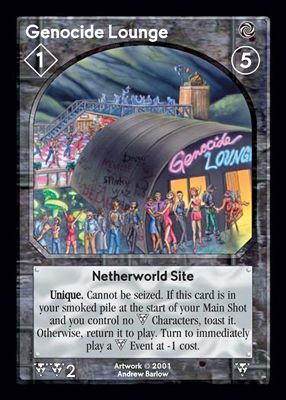 Genocide Lounge
1
5
Genocide
LOUNGE
Netherworld Site
Unique. Cannot be seized. If this card is in
your smoked pile at the start of your Main Shot
and you control no Characters, toast it.
Otherwise, return it to play. Turn to immediately
play a Event at -1 cost.
2
Artwork © 2001
Andrew Barlow